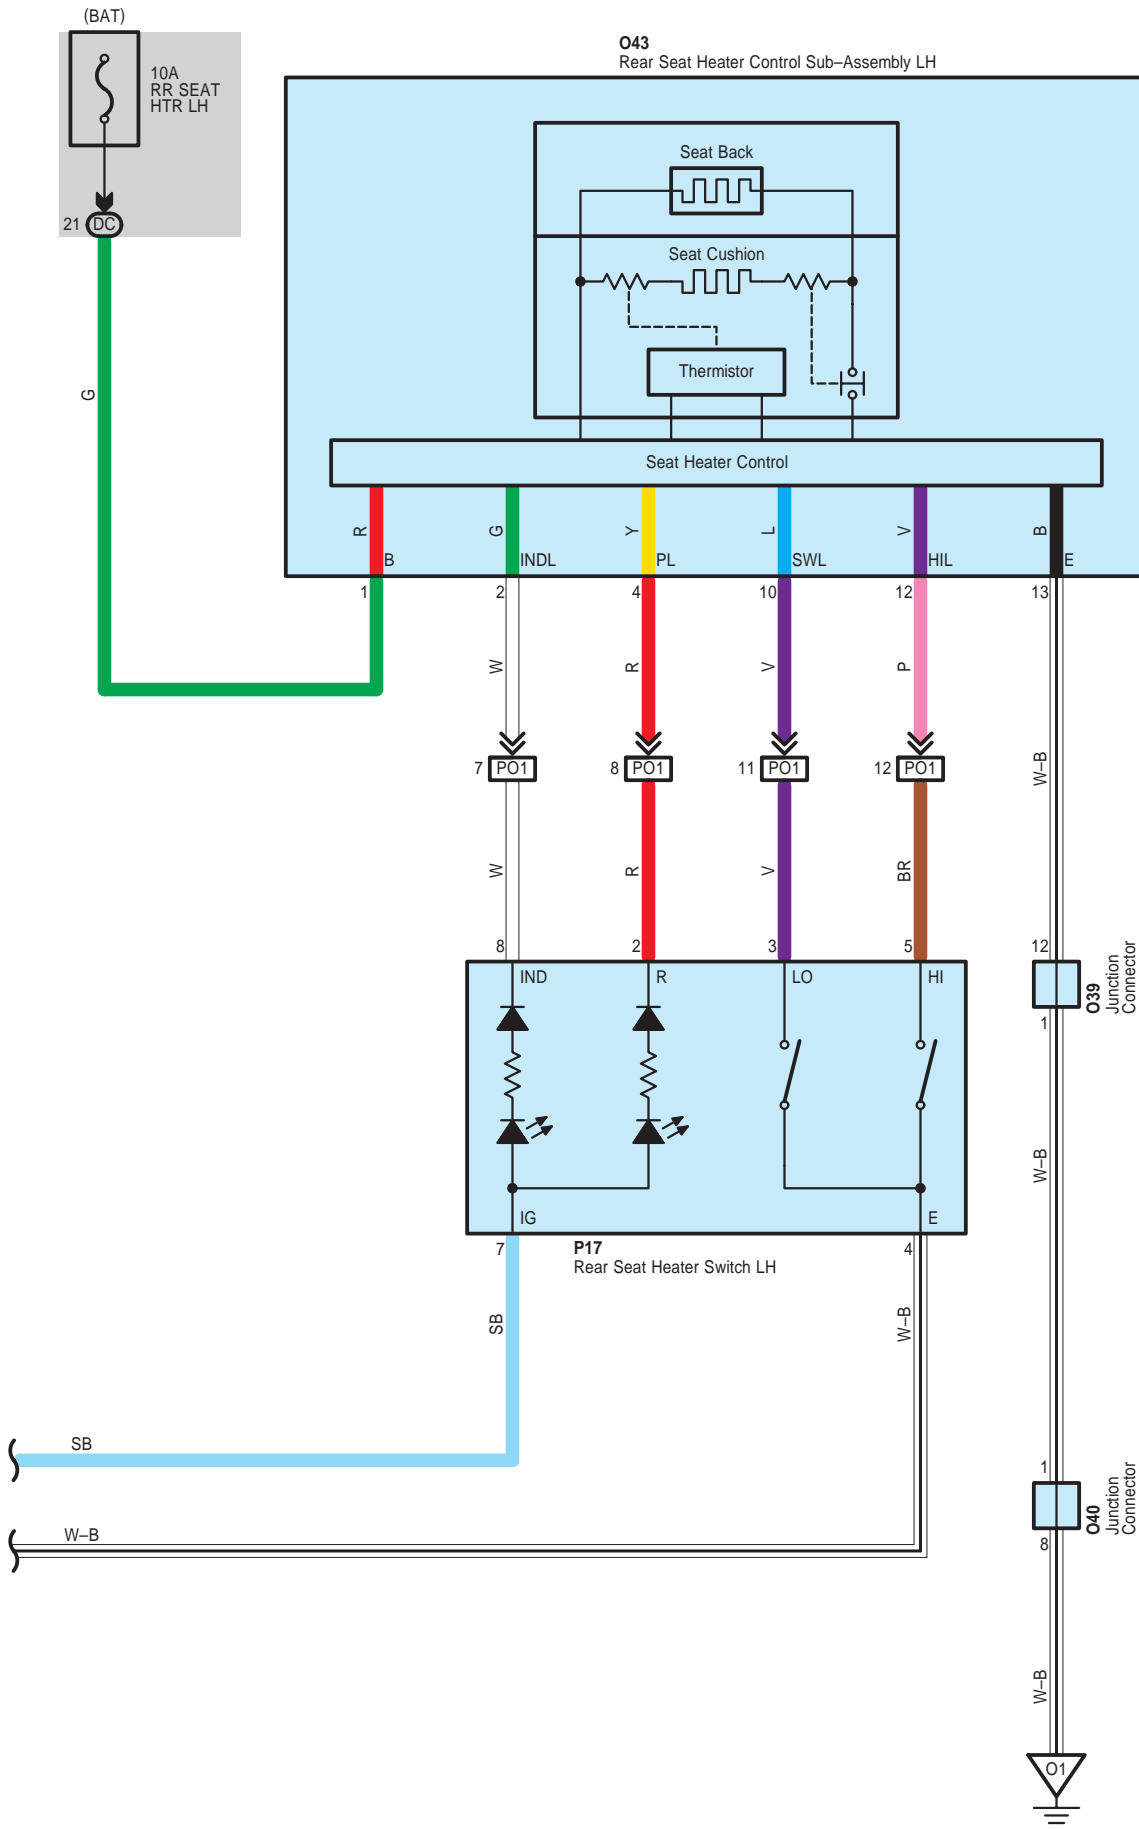 (BAT)
10A
RR SEAT
HTR LH
21 DC
G
O43
Rear Seat Heater Control Sub–Assembly LH
Seat Back
Seat Cushion
Thermistor
Seat Heater Control
R G Y L V B
B INDL PL SWL HIL E
1 2 4 10 12 13
W R V P
7 PO1 8 PO1 11 PO1 12 PO1
W–B
W R V BR
8 2 3 5 12
IND R LO HI
O39
Junction
Connector
1
W–B
IG E
7 4
P17
Rear Seat Heater Switch LH
SB W–B
SB
1
O40
Junction
Connector
W–B
8
W–B
O1